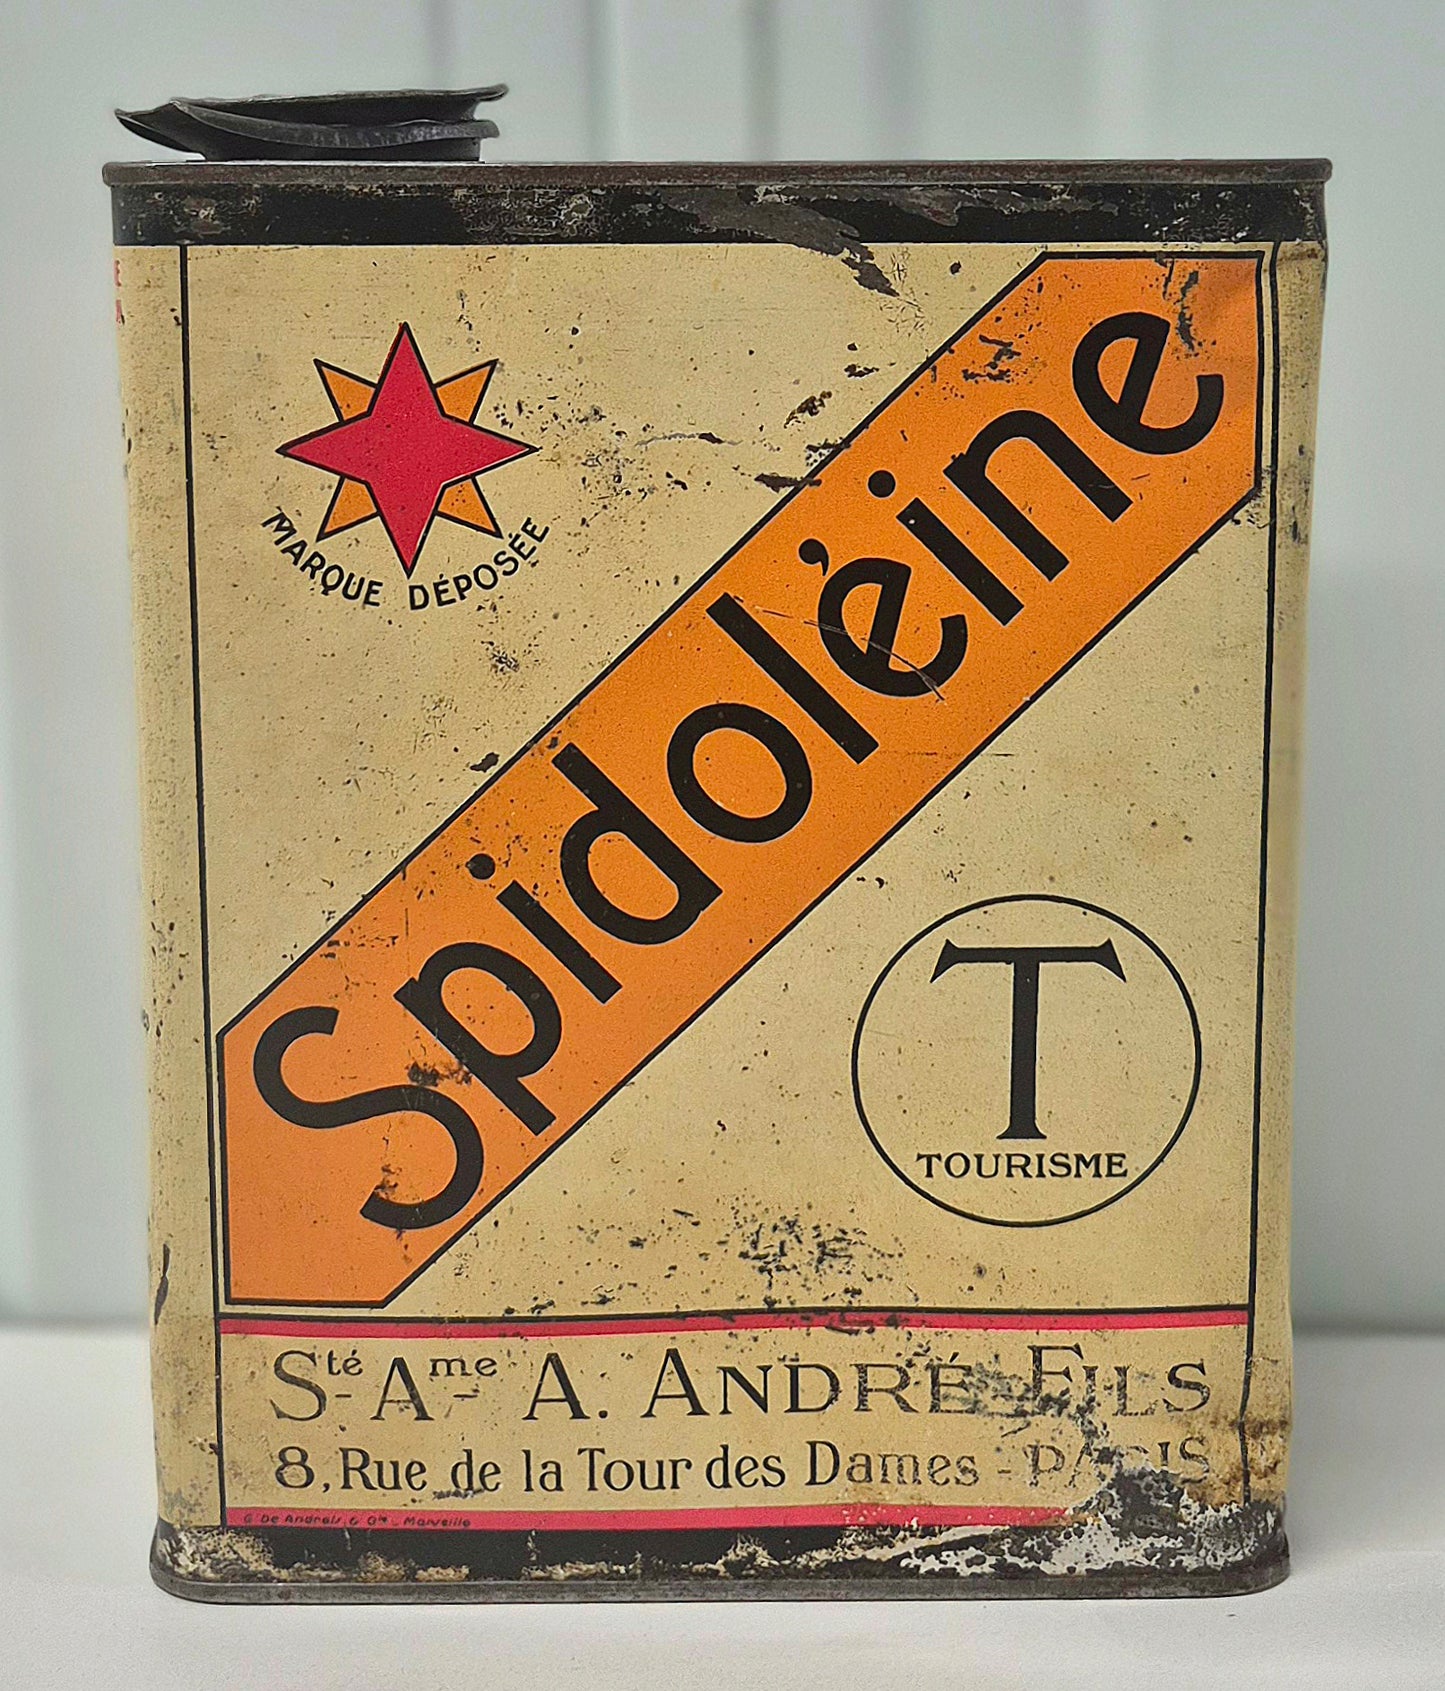 MARQUE DÉPOSÉE
Spidoléine
T
TOURISME
Sté Ame A. ANDRÉ FILS
8, Rue de la Tour des Dames - PARIS
G. De Andreis & Cie - Marseille